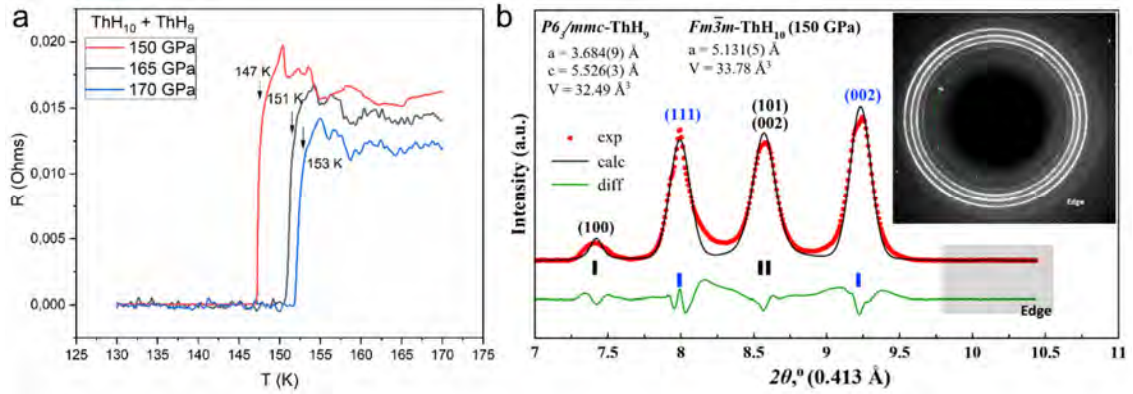 a
ThH₁₀ + ThH₉
150 GPa
165 GPa
170 GPa
147 K
151 K
153 K
0,020
0,015
0,010
0,005
0,000
R (Ohms)
125 130 135 140 145 150 155 160 165 170 175
T (K)
b
P6₃/mmc-ThH₉
a = 3.684(9) Å
c = 5.526(3) Å
V = 32.49 Å³
Fm3̅m-ThH₁₀ (150 GPa)
a = 5.131(5) Å
V = 33.78 Å³
exp
calc
diff
(100)
(111)
(101)
(002)
(002)
Edge
Edge
Intensity (a.u.)
7 7.5 8 8.5 9 9.5 10 10.5 11
2θ,⁰ (0.413 Å)